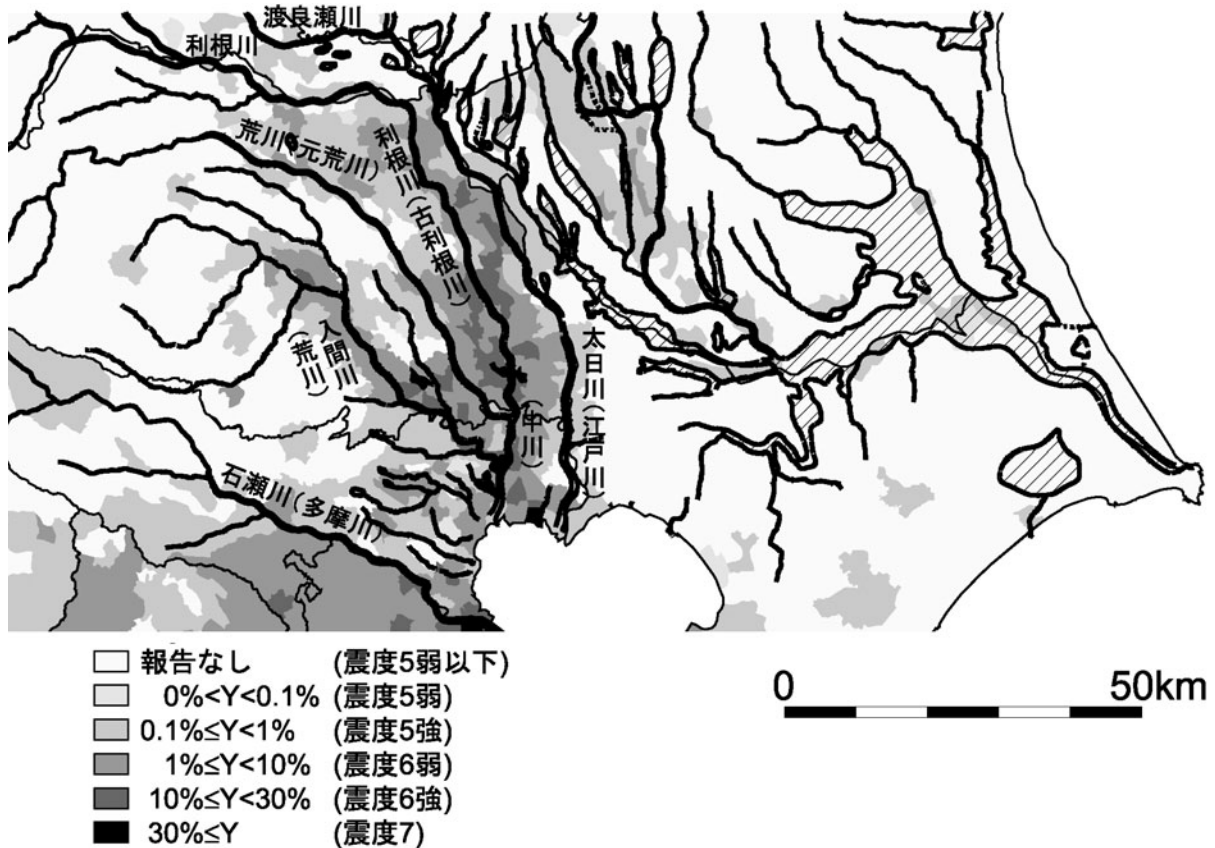 渡良瀬川
利根川
荒川(元荒川)
利根川(古利根川)
入間川
(荒川)
太日川(江戸川)
(中川)
石瀬川(多摩川)
報告なし (震度5弱以下)
0%<Y<0.1% (震度5弱)
0.1%≤Y<1% (震度5強)
1%≤Y<10% (震度6弱)
10%≤Y<30% (震度6強)
30%≤Y (震度7)
0 50km